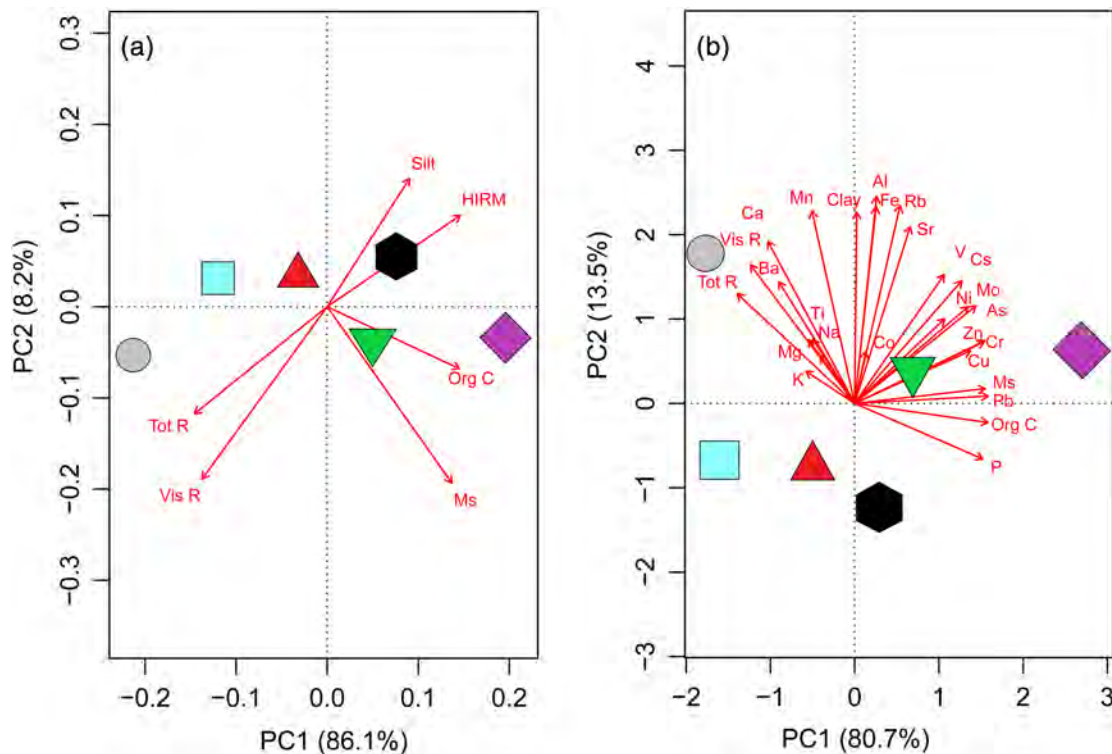 (a)
PC2 (8.2%)
0.3
0.2
0.1
0.0
−0.1
−0.2
−0.3
Silt
HIRM
Org C
Tot R
Vis R
Ms
−0.2
−0.1
0.0
0.1
0.2
PC1 (86.1%)
(b)
PC2 (13.5%)
4
3
2
1
0
−1
−2
−3
Al
Mn
Clay
Fe
Rb
Ca
Sr
Vis R
V
Cs
Ba
Tot R
Mo
Ni
As
Ti
Na
Zn
Co
Cr
Mg
Cu
K
Ms
Pb
Org C
P
−2
−1
0
1
2
3
PC1 (80.7%)